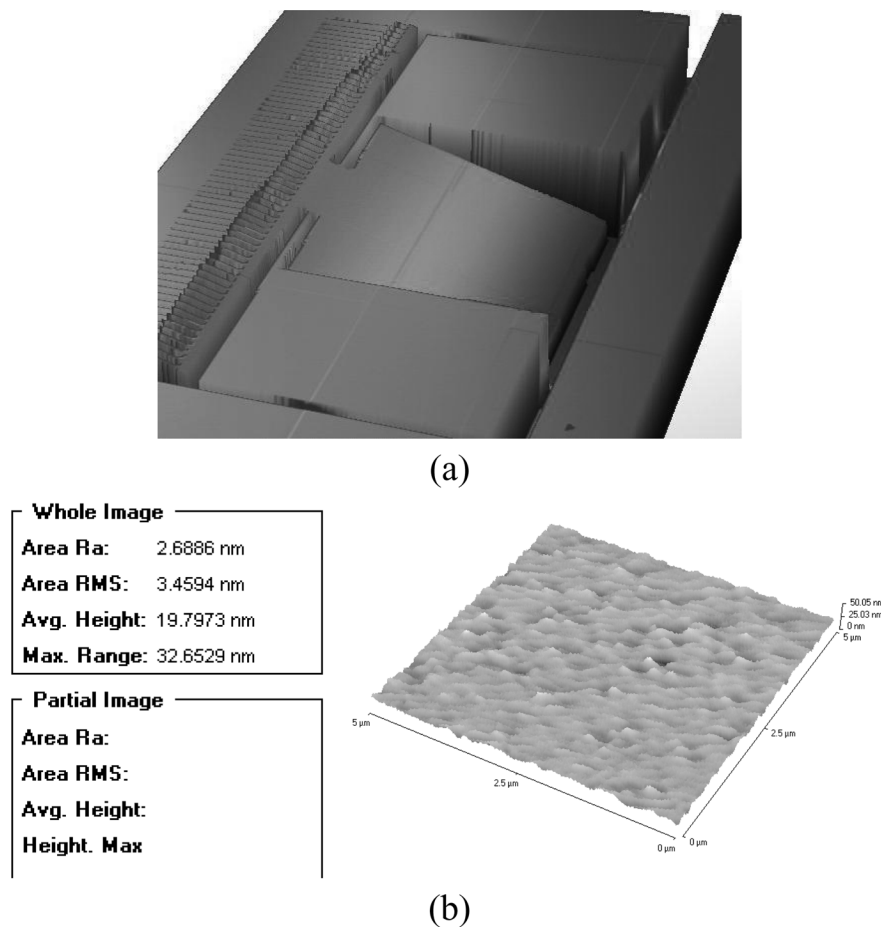 (a)
Whole Image
Area Ra: 2.6886 nm
Area RMS: 3.4594 nm
Avg. Height: 19.7973 nm
Max. Range: 32.6529 nm
Partial Image
Area Ra:
Area RMS:
Avg. Height:
Height. Max
50.05 nm
25.03 nm
0 nm
5 µm
5 µm
2.5 µm
2.5 µm
0 µm
0 µm
(b)